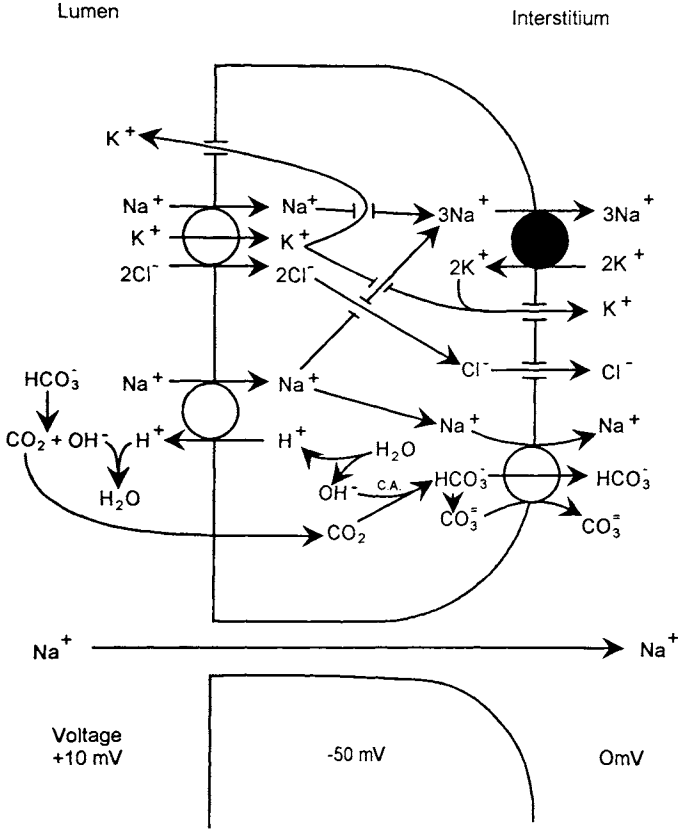 Lumen Interstitium
K+
Na+ Na+ 3Na+ 3Na+
K+ K+ 2K+ 2K+
2Cl- 2Cl- K+
Cl- Cl-
HCO3- Na+ Na+ Na+ Na+
CO2 + OH- H+ H+ H2O
H2O OH- C.A. HCO3- HCO3-
CO2 CO3= CO3=
Na+ Na+
Voltage
+10 mV -50 mV OmV